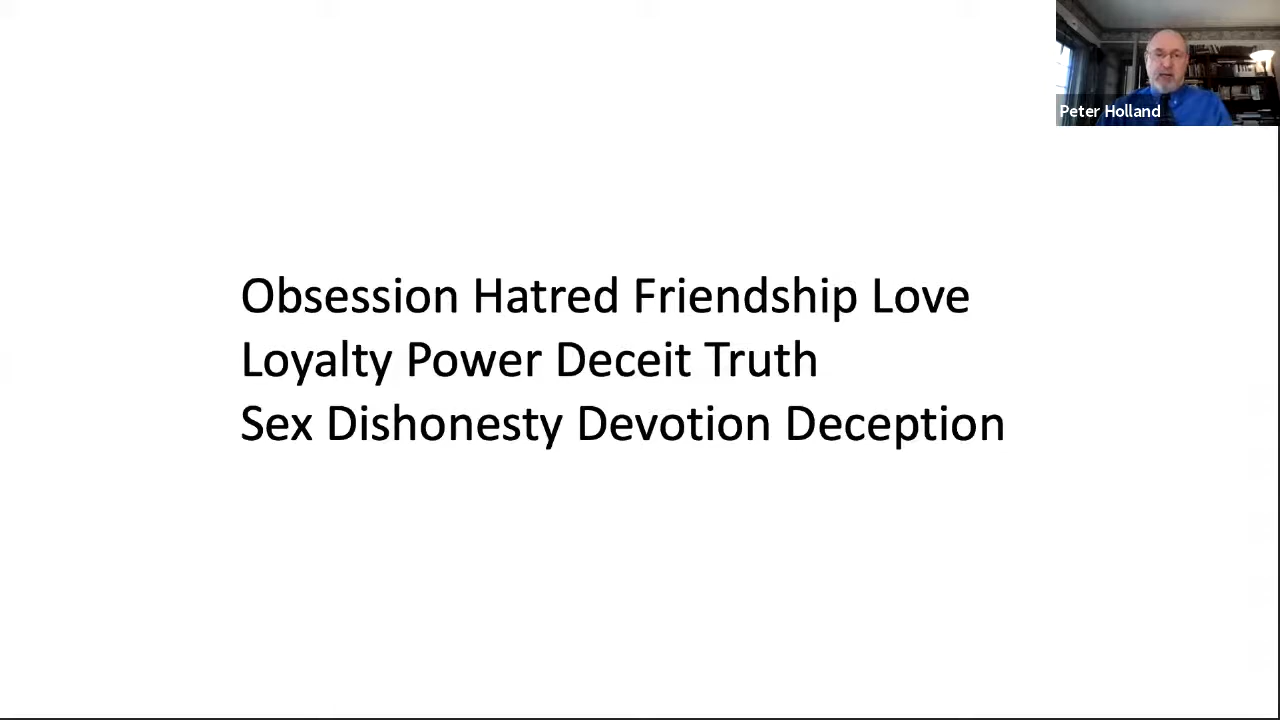 Peter Holland
Obsession Hatred Friendship Love
Loyalty Power Deceit Truth
Sex Dishonesty Devotion Deception